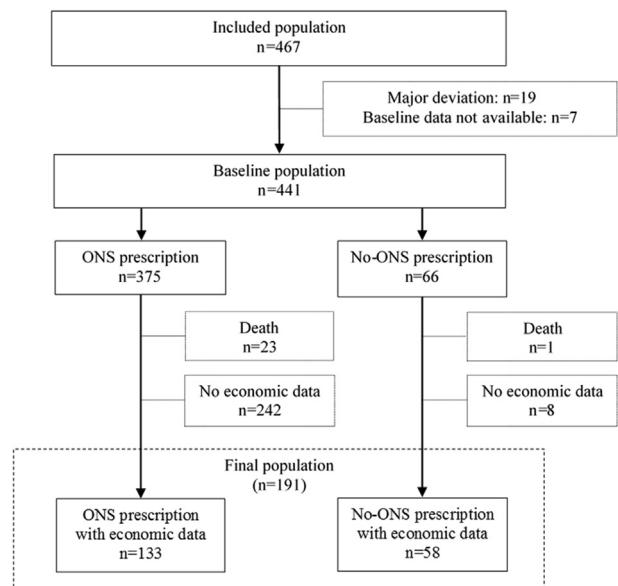 Included population
n=467
Major deviation: n=19
Baseline data not available: n=7
Baseline population
n=441
ONS prescription
n=375
No-ONS prescription
n=66
Death
n=23
Death
n=1
No economic data
n=242
No economic data
n=8
Final population
(n=191)
ONS prescription
with economic data
n=133
No-ONS prescription
with economic data
n=58